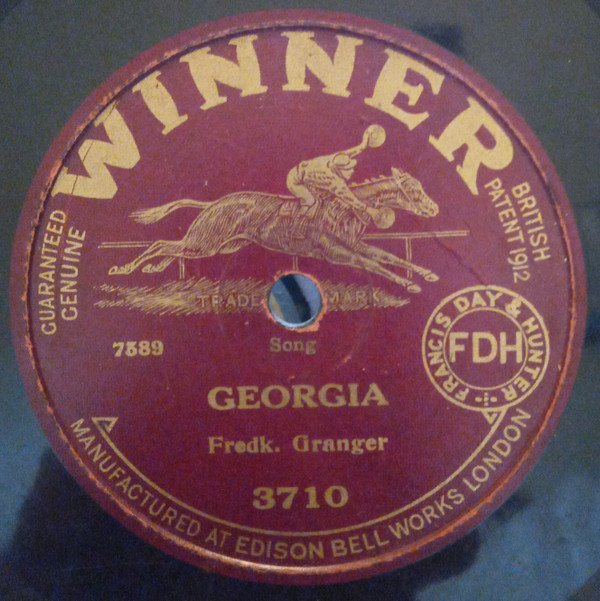 WINNER
GUARANTEED
GENUINE
BRITISH
PATENT 1912
TRADE MARK
7389
Song
FRANCIS DAY & HUNTER
FDH
GEORGIA
Fredk. Granger
3710
MANUFACTURED AT EDISON BELL WORKS LONDON